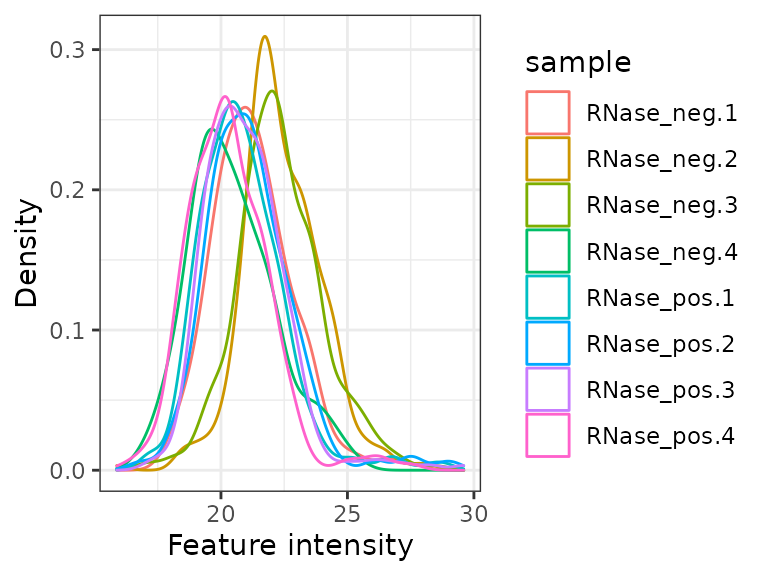 0.3
0.2
0.1
0.0
Density
20
25
30
Feature intensity
sample
RNase_neg.1
RNase_neg.2
RNase_neg.3
RNase_neg.4
RNase_pos.1
RNase_pos.2
RNase_pos.3
RNase_pos.4